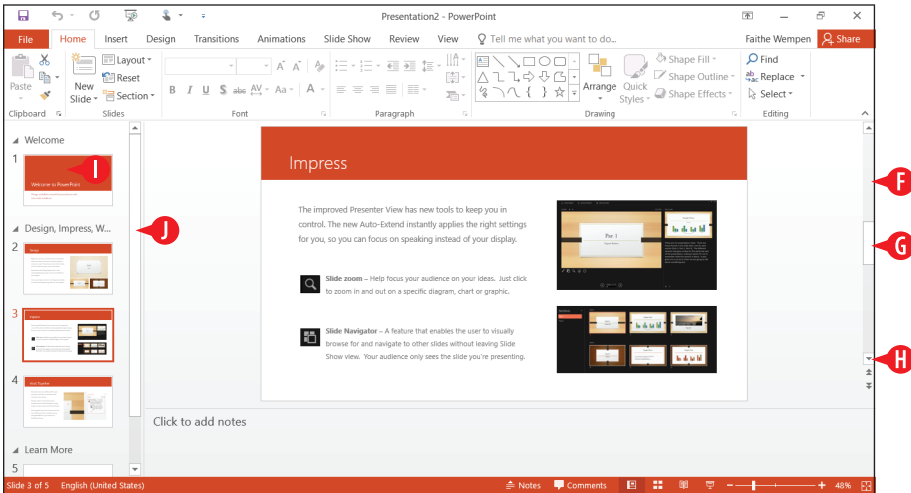 Presentation2 - PowerPoint
File Home Insert Design Transitions Animations Slide Show Review View Tell me what you want to do... Faithe Wempen Share
Paste
New Slide
Layout
Reset
Section
B I U S abc AV Aa A
Arrange
Quick Styles
Shape Fill
Shape Outline
Shape Effects
Find
Replace
Select
Clipboard Slides Font Paragraph Drawing Editing
Welcome
1
Welcome to PowerPoint
I
J
Design, Impress, W...
2
3
4
Learn More
5
Impress
The improved Presenter View has new tools to keep you in
control. The new Auto-Extend instantly applies the right settings
for you, so you can focus on speaking instead of your display.
Slide zoom – Help focus your audience on your ideas. Just click
to zoom in and out on a specific diagram, chart or graphic.
Slide Navigator – A feature that enables the user to visually
browse for and navigate to other slides without leaving Slide
Show view. Your audience only sees the slide you're presenting.
F
G
H
Click to add notes
Slide 3 of 5 English (United States) Notes Comments 48%